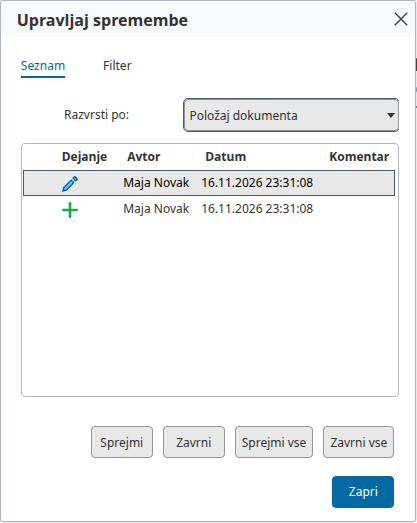 Upravljaj spremembe
Seznam Filter
Razvrsti po: Položaj dokumenta
Dejanje Avtor Datum Komentar
Maja Novak 16.11.2026 23:31:08
Maja Novak 16.11.2026 23:31:08
Sprejmi Zavrni Sprejmi vse Zavrni vse
Zapri